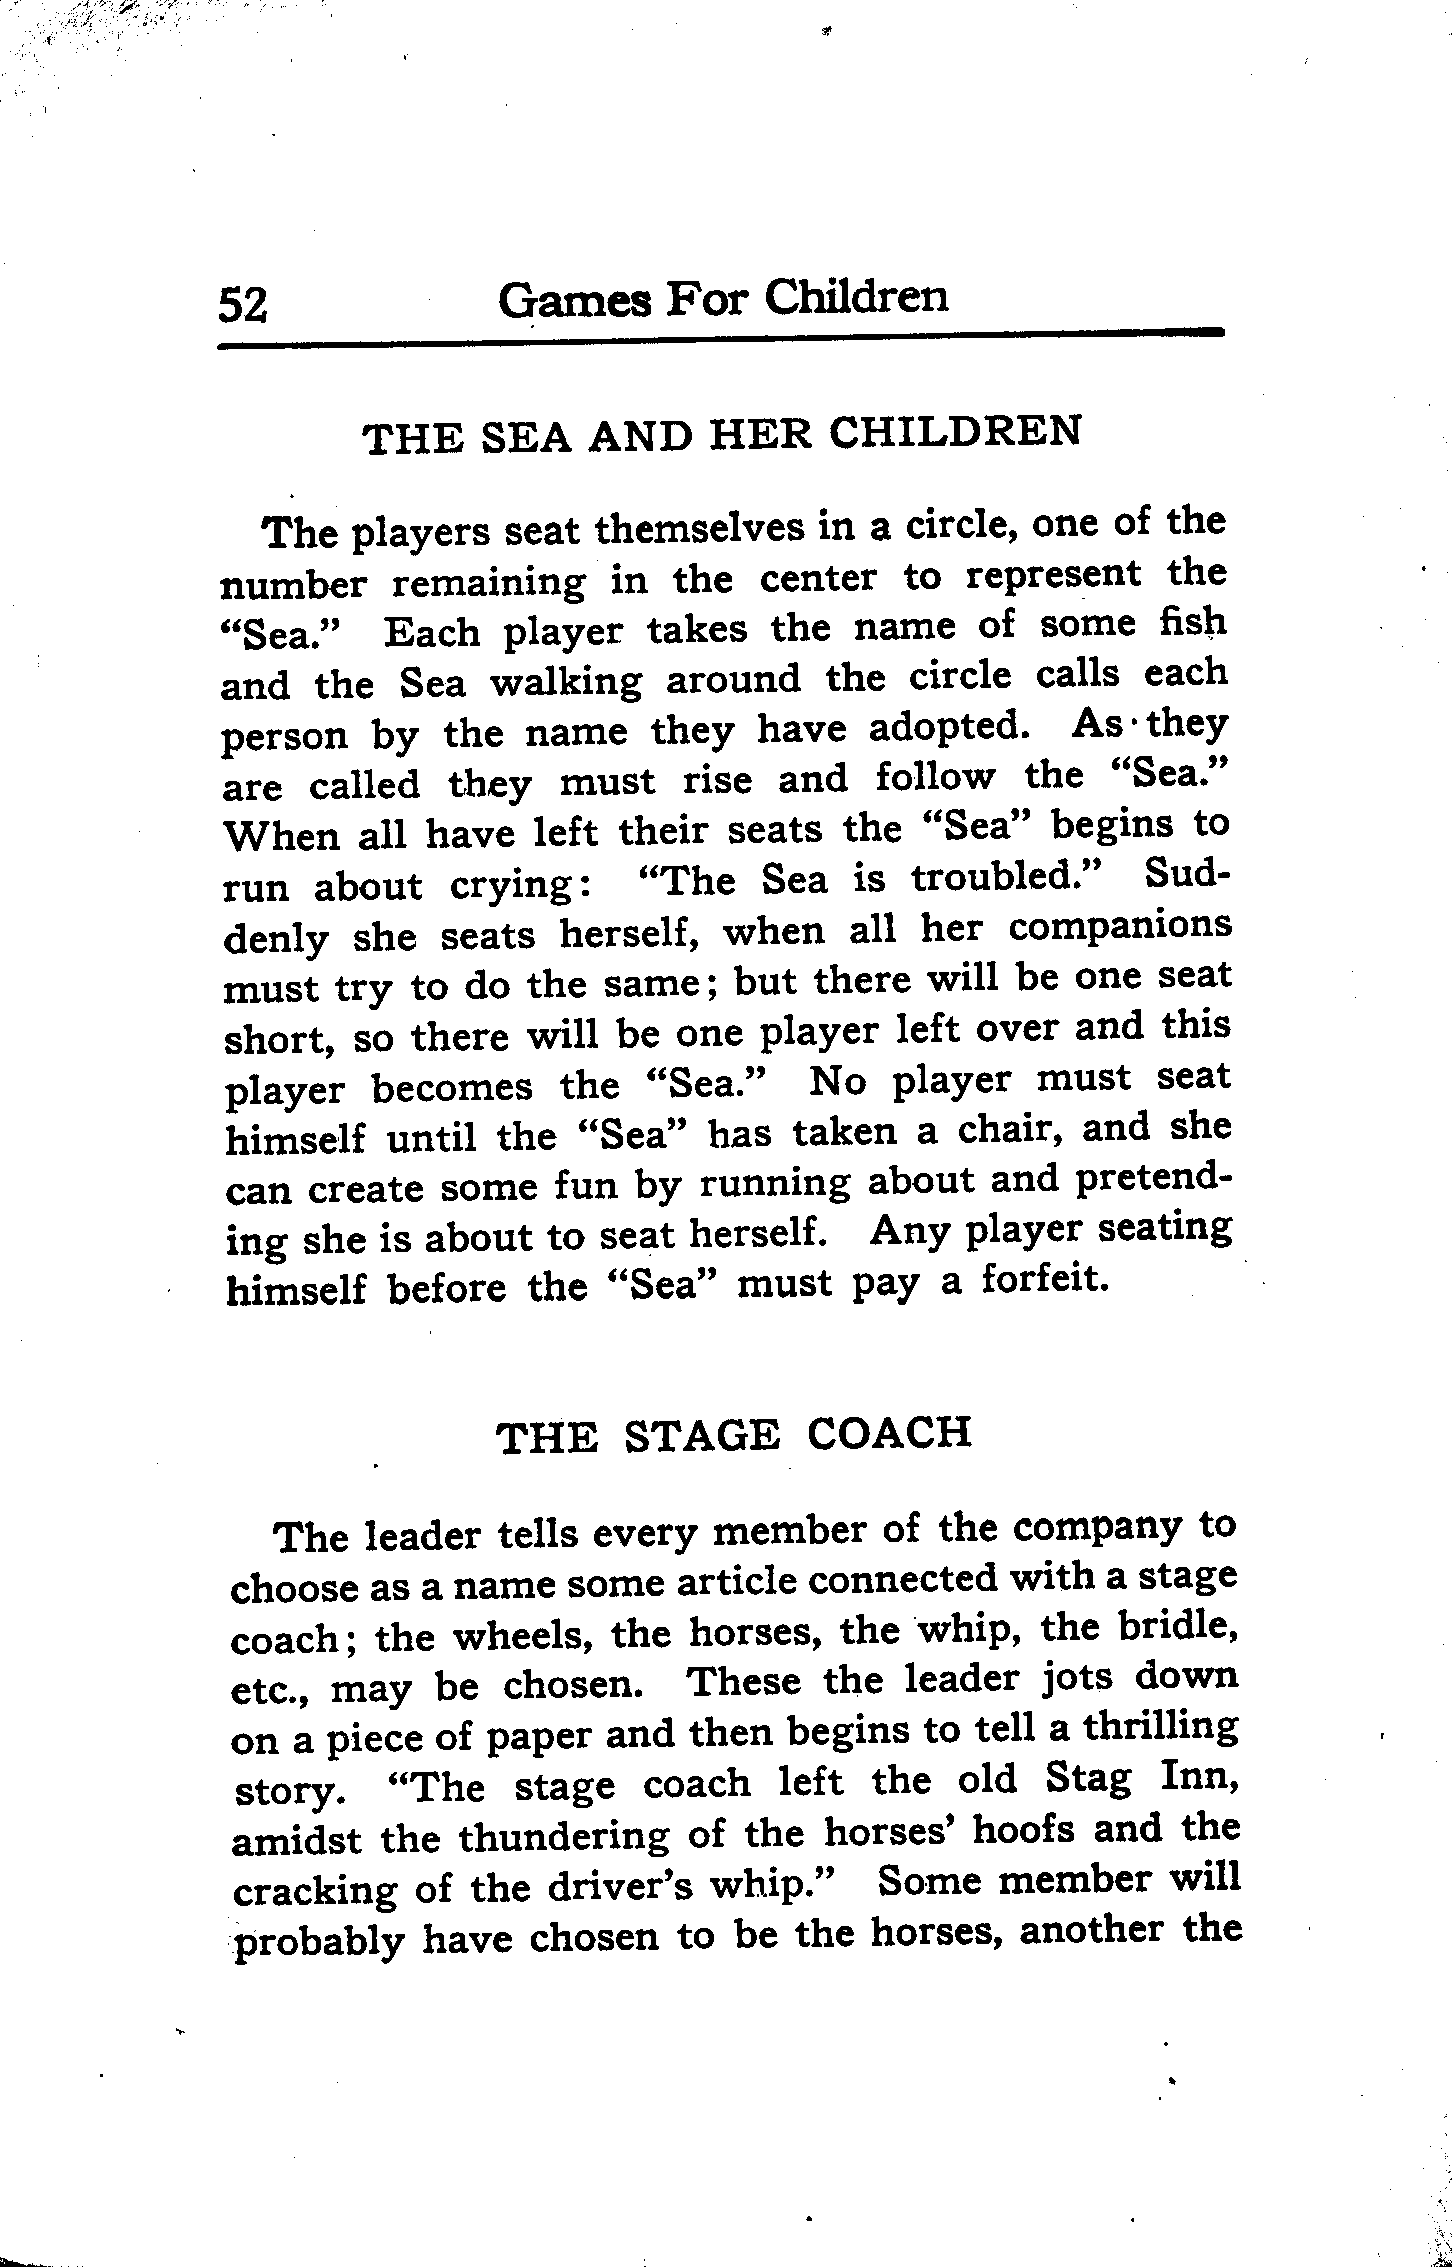 52 Games For Children
THE SEA AND HER CHILDREN
The players seat themselves in a circle, one of the
number remaining in the center to represent the
“Sea.” Each player takes the name of some fish
and the Sea walking around the circle calls each
person by the name they have adopted. As they
are called they must rise and follow the “Sea.”
When all have left their seats the “Sea” begins to
run about crying: “The Sea is troubled.” Sud-
denly she seats herself, when all her companions
must try to do the same; but there will be one seat
short, so there will be one player left over and this
player becomes the “Sea.” No player must seat
himself until the “Sea” has taken a chair, and she
can create some fun by running about and pretend-
ing she is about to seat herself. Any player seating
himself before the “Sea” must pay a forfeit.
THE STAGE COACH
The leader tells every member of the company to
choose as a name some article connected with a stage
coach; the wheels, the horses, the whip, the bridle,
etc., may be chosen. These the leader jots down
on a piece of paper and then begins to tell a thrilling
story. “The stage coach left the old Stag Inn,
amidst the thundering of the horses’ hoofs and the
cracking of the driver’s whip.” Some member will
probably have chosen to be the horses, another the